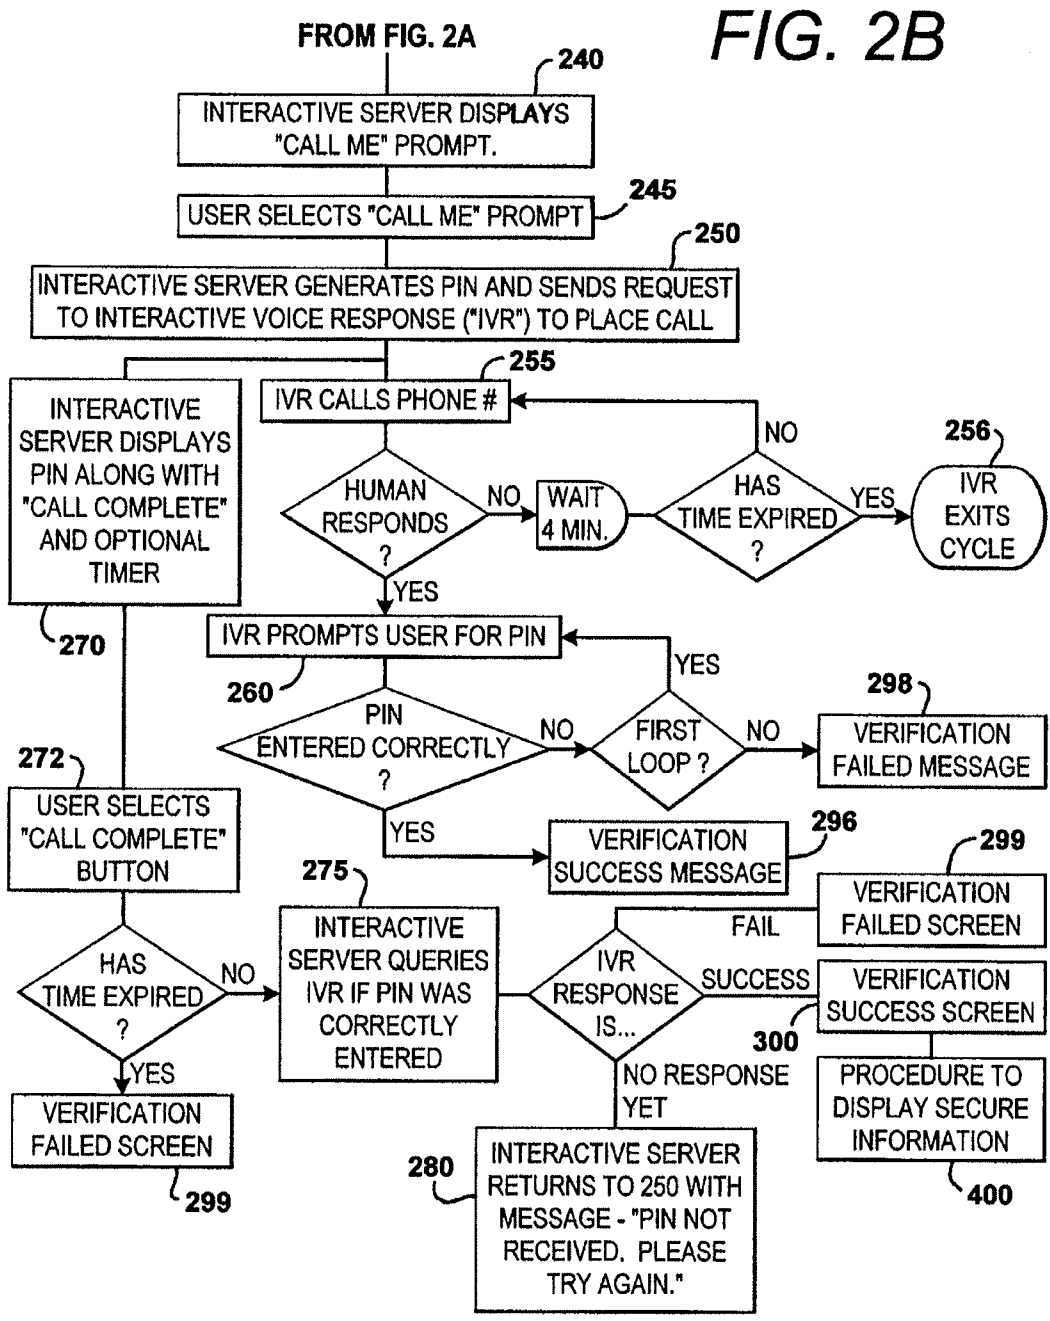 FROM FIG. 2A
FIG. 2B
240
INTERACTIVE SERVER DISPLAYS
"CALL ME" PROMPT.
245
USER SELECTS "CALL ME" PROMPT
250
INTERACTIVE SERVER GENERATES PIN AND SENDS REQUEST
TO INTERACTIVE VOICE RESPONSE ("IVR") TO PLACE CALL
255
IVR CALLS PHONE #
INTERACTIVE
SERVER DISPLAYS
PIN ALONG WITH
"CALL COMPLETE"
AND OPTIONAL
TIMER
270
HUMAN
RESPONDS
?
NO
WAIT
4 MIN.
HAS
TIME EXPIRED
?
NO
YES
256
IVR
EXITS
CYCLE
YES
IVR PROMPTS USER FOR PIN
260
YES
PIN
ENTERED CORRECTLY
?
NO
FIRST
LOOP ?
NO
298
VERIFICATION
FAILED MESSAGE
272
USER SELECTS
"CALL COMPLETE"
BUTTON
YES
VERIFICATION
SUCCESS MESSAGE
296
HAS
TIME EXPIRED
?
NO
275
INTERACTIVE
SERVER QUERIES
IVR IF PIN WAS
CORRECTLY
ENTERED
IVR
RESPONSE
IS...
FAIL
299
VERIFICATION
FAILED SCREEN
SUCCESS
300
VERIFICATION
SUCCESS SCREEN
PROCEDURE TO
DISPLAY SECURE
INFORMATION
400
YES
VERIFICATION
FAILED SCREEN
299
NO RESPONSE
YET
280
INTERACTIVE SERVER
RETURNS TO 250 WITH
MESSAGE - "PIN NOT
RECEIVED. PLEASE
TRY AGAIN."